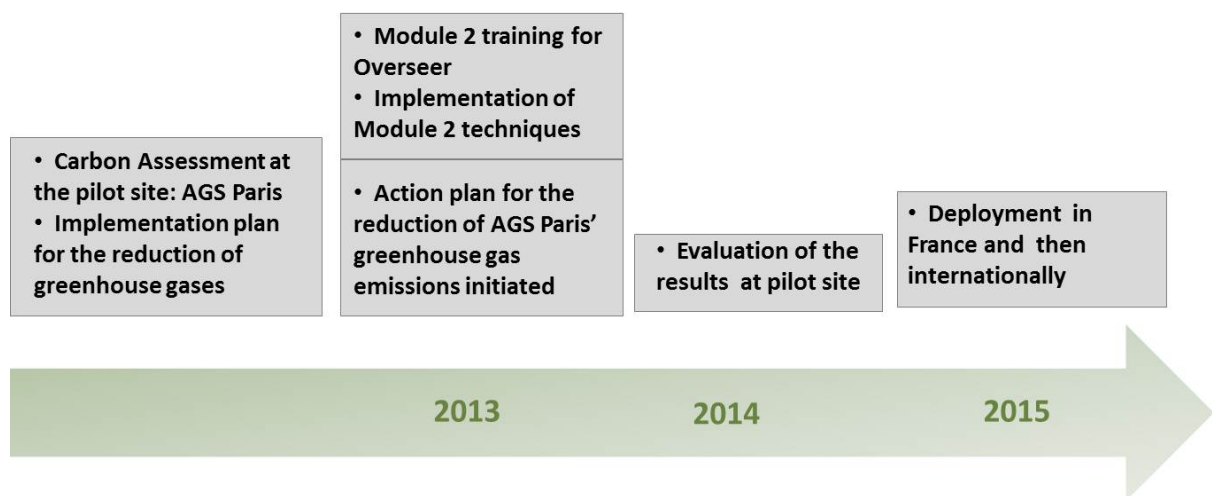 • Carbon Assessment at
the pilot site: AGS Paris
• Implementation plan
for the reduction of
greenhouse gases
• Module 2 training for
Overseer
• Implementation of
Module 2 techniques
• Action plan for the
reduction of AGS Paris’
greenhouse gas
emissions initiated
• Evaluation of the
results at pilot site
• Deployment in
France and then
internationally
2013
2014
2015